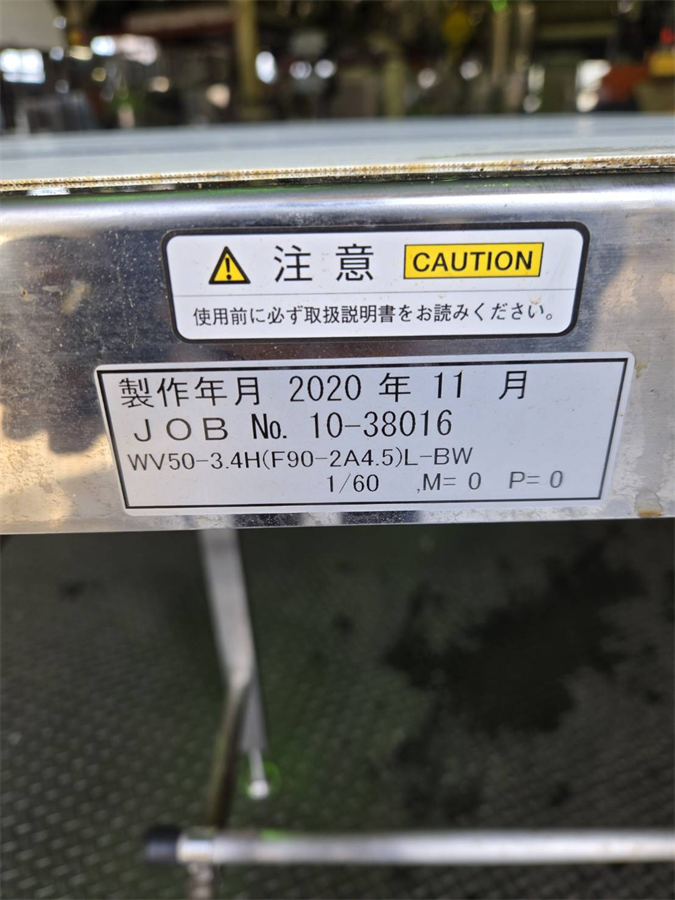 注意 CAUTION
使用前に必ず取扱説明書をお読みください。
製作年月 2020 年 11 月
JOB No. 10-38016
WV50-3.4H(F90-2A4.5)L-BW
1/60 ,M= 0 P= 0